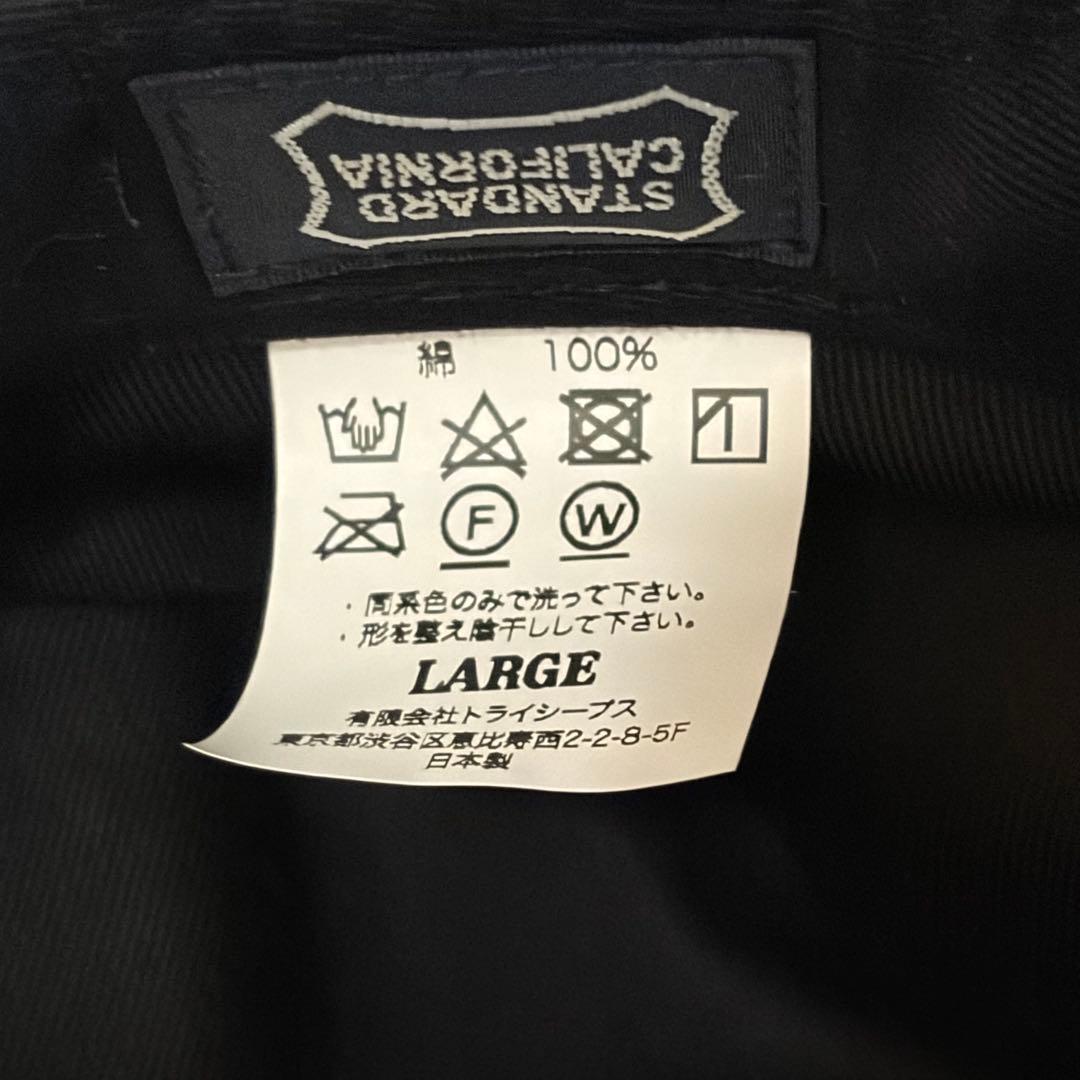 STANDARD
CALIFORNIA
綿 100%
F W
・同系色のみで洗って下さい。
・形を整え陰干しして下さい。
LARGE
有限会社トライシープス
東京都渋谷区恵比寿西2-2-8-5F
日本製